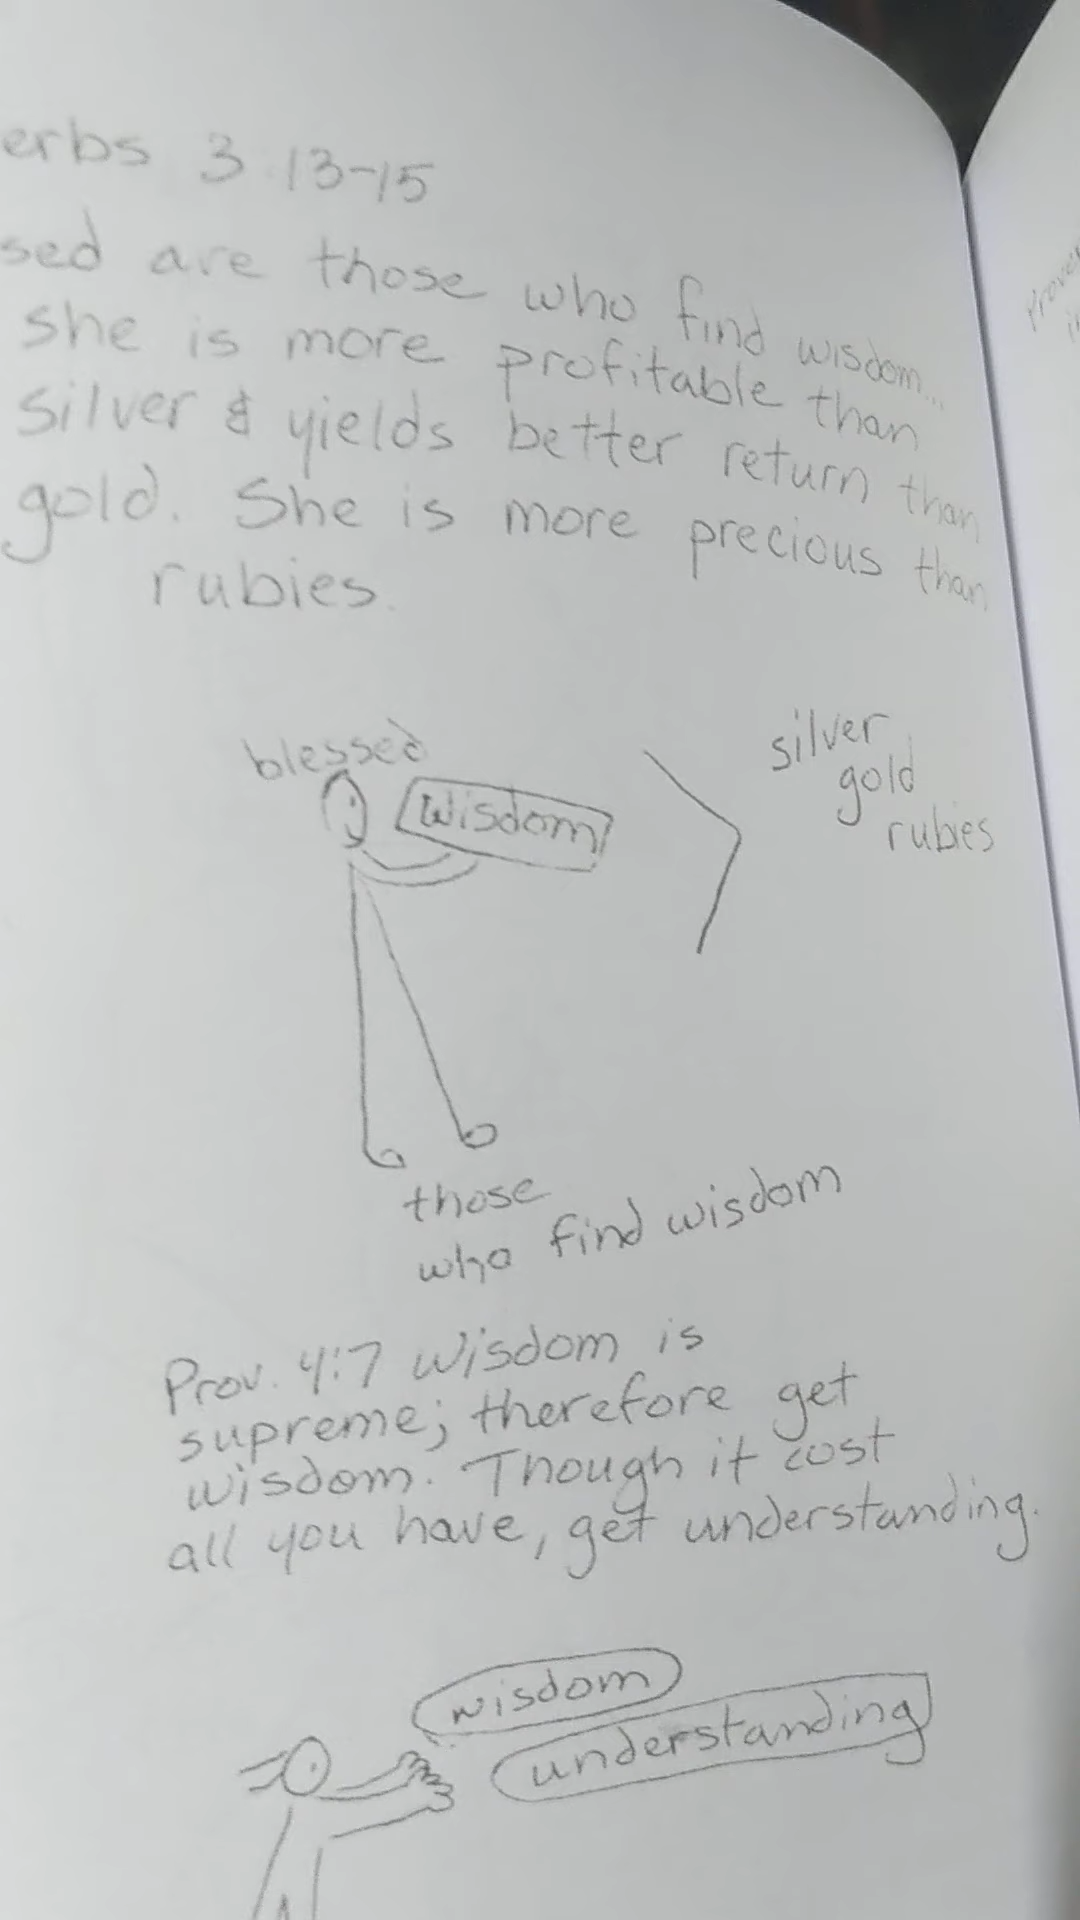 erbs 3:13-15
sed are those who find wisdom...
she is more profitable than
silver & yields better return than
gold. She is more precious than
rubies.
blessed
Wisdom
silver
gold
rubies
those
who find wisdom
Prov. 4:7 Wisdom is
supreme; therefore get
wisdom. Though it cost
all you have, get understanding.
wisdom
understanding